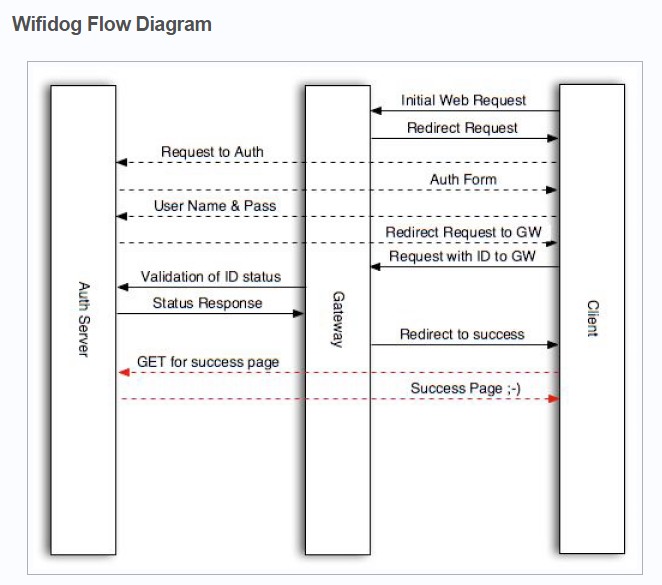 Wifidog Flow Diagram
Initial Web Request
Redirect Request
Request to Auth
Auth Form
User Name & Pass
Redirect Request to GW
Request with ID to GW
Validation of ID status
Status Response
Redirect to success
GET for success page
Success Page ;-)
Auth Server
Gateway
Client